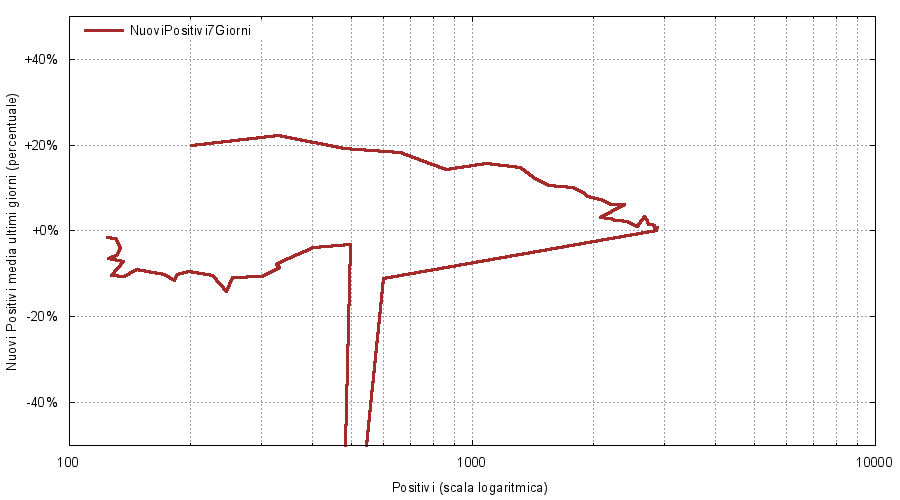 NuoviPositivi7Giorni
+40%
+20%
+0%
-20%
-40%
Nuovi Positivi media ultimi giorni (percentuale)
100 1000 10000
Positivi (scala logaritmica)